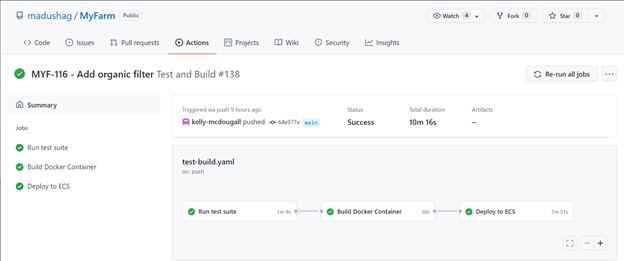 madushag / MyFarm Public
Watch 4 Fork 0 Star 0
Code Issues Pull requests Actions Projects Wiki Security Insights
MYF-116 - Add organic filter Test and Build #138
Re-run all jobs
Summary
Jobs
Run test suite
Build Docker Container
Deploy to ECS
Triggered via push 9 hours ago Status Total duration Artifacts
kelly-mcdougall pushed 64e977e main Success 10m 16s –
test-build.yaml
on: push
Run test suite 1m 9s Build Docker Container 50s Deploy to ECS 7m 51s